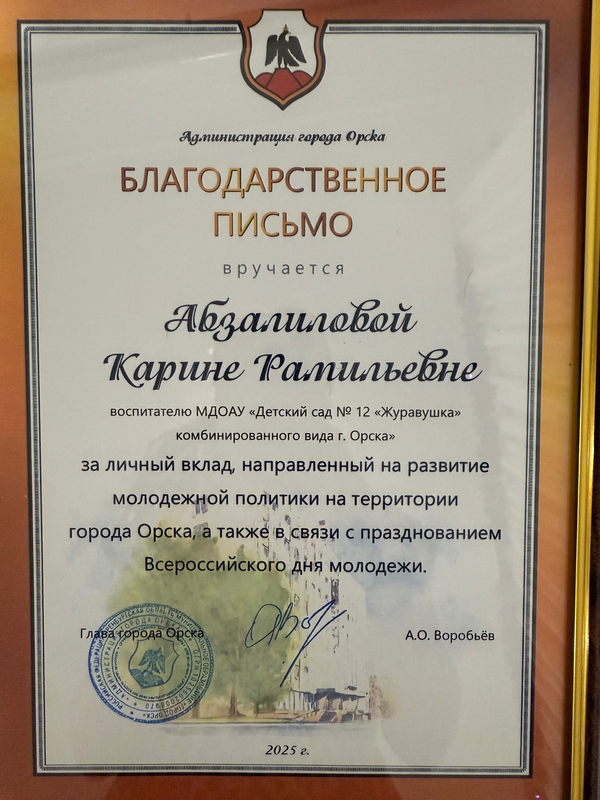 Администрация города Орска
БЛАГОДАРСТВЕННОЕ
ПИСЬМО
вручается
Абзалиловой
Карине Рамильевне
воспитателю МДОАУ «Детский сад № 12 «Журавушка»
комбинированного вида г. Орска»
за личный вклад, направленный на развитие
молодежной политики на территории
города Орска, а также в связи с празднованием
Всероссийского дня молодежи.
Глава города Орска
А.О. Воробьёв
2025 г.